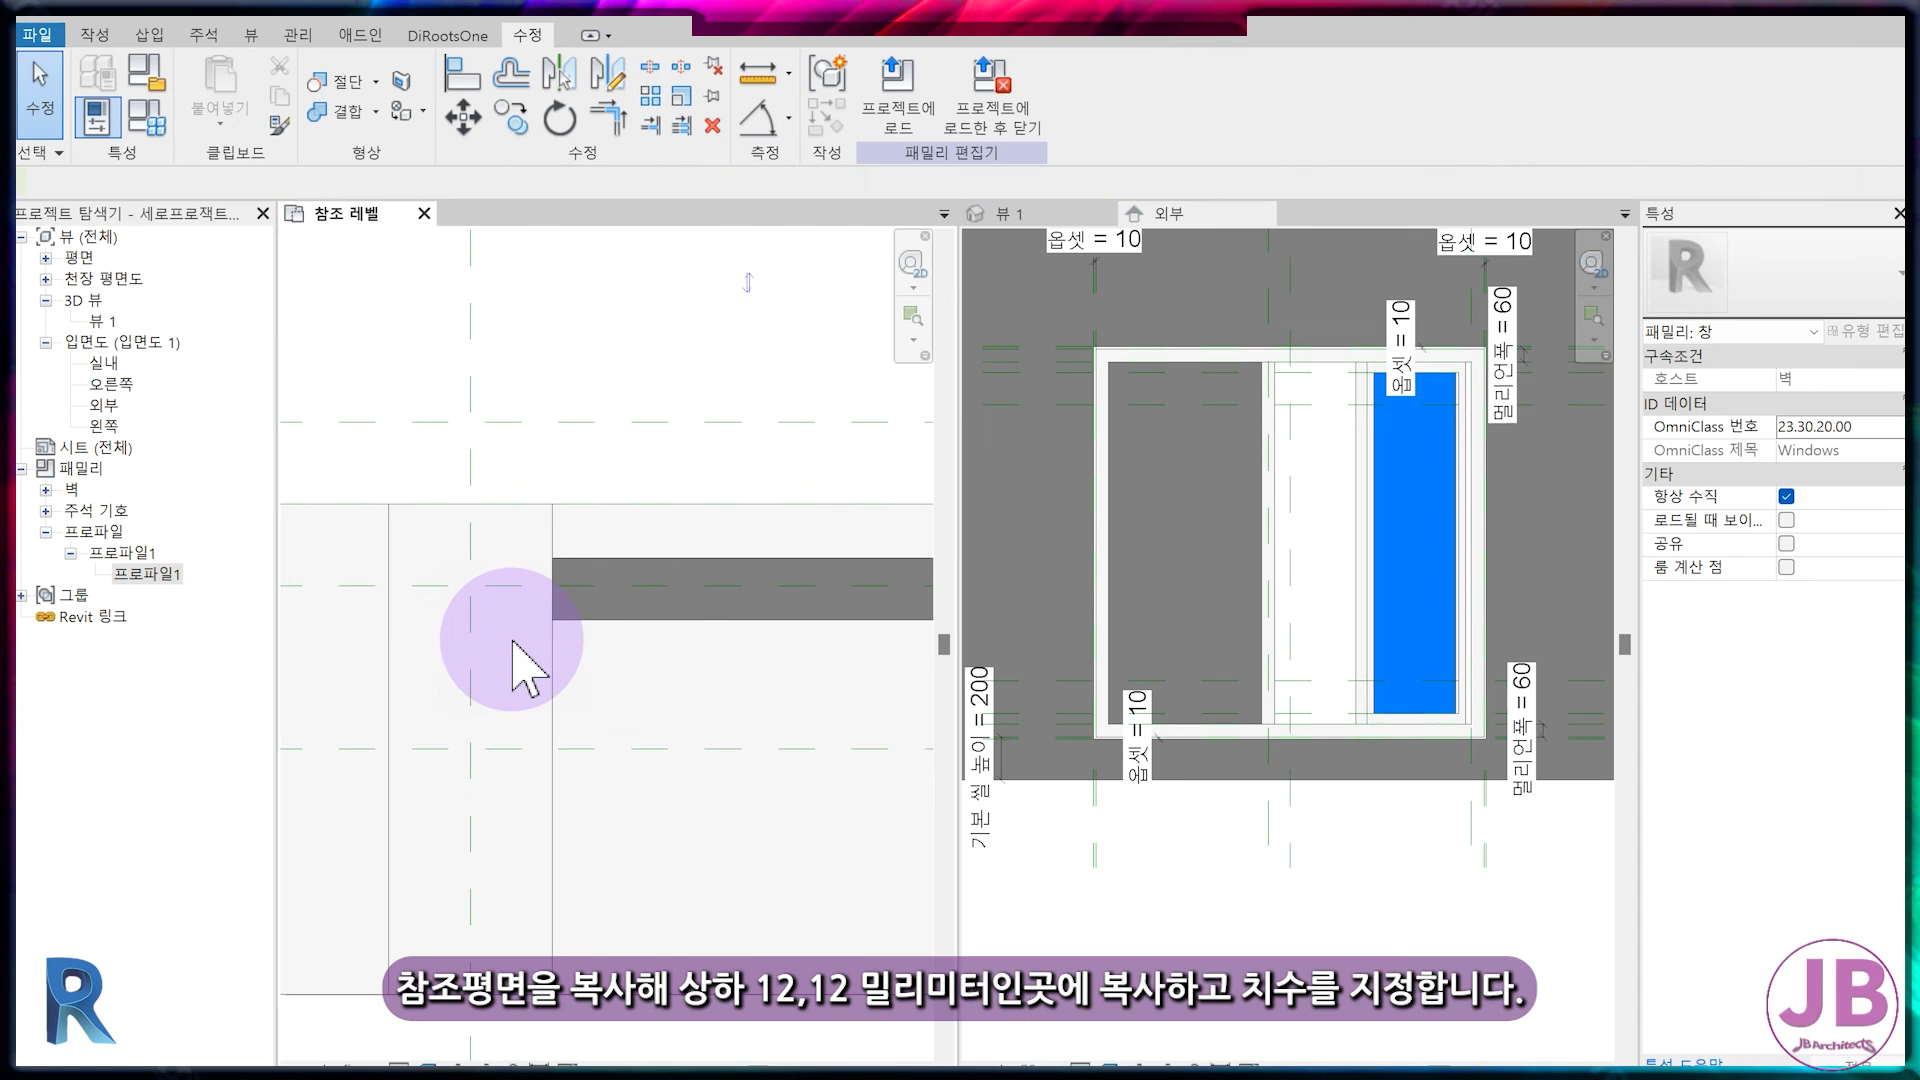 파일 작성 삽입 주석 뷰 관리 애드인 DiRootsOne 수정
수정
붙여넣기
절단
결합
프로젝트에 로드
프로젝트에 로드한 후 닫기
선택 특성 클립보드 형상 수정 측정 작성 패밀리 편집기
프로젝트 탐색기 - 세로프로잭트...
뷰 (전체)
평면
천장 평면도
3D 뷰
뷰 1
입면도 (입면도 1)
실내
오른쪽
외부
왼쪽
시트 (전체)
패밀리
벽
주석 기호
프로파일
프로파일1
프로파일1
그룹
Revit 링크
참조 레벨
2D
뷰 1
외부
옵셋 = 10
옵셋 = 10
2D
옵셋 = 10
멀리언폭 = 60
기본 씰 높이 = 200
옵셋 = 10
멀리언폭 = 60
특성
R
패밀리: 창
유형 편집
구속조건
호스트 벽
ID 데이터
OmniClass 번호 23.30.20.00
OmniClass 제목 Windows
기타
항상 수직
로드될 때 보이...
공유
룸 계산 점
특성 도움말
R
참조평면을 복사해 상하 12,12 밀리미터인곳에 복사하고 치수를 지정합니다.
JB
JB Architects